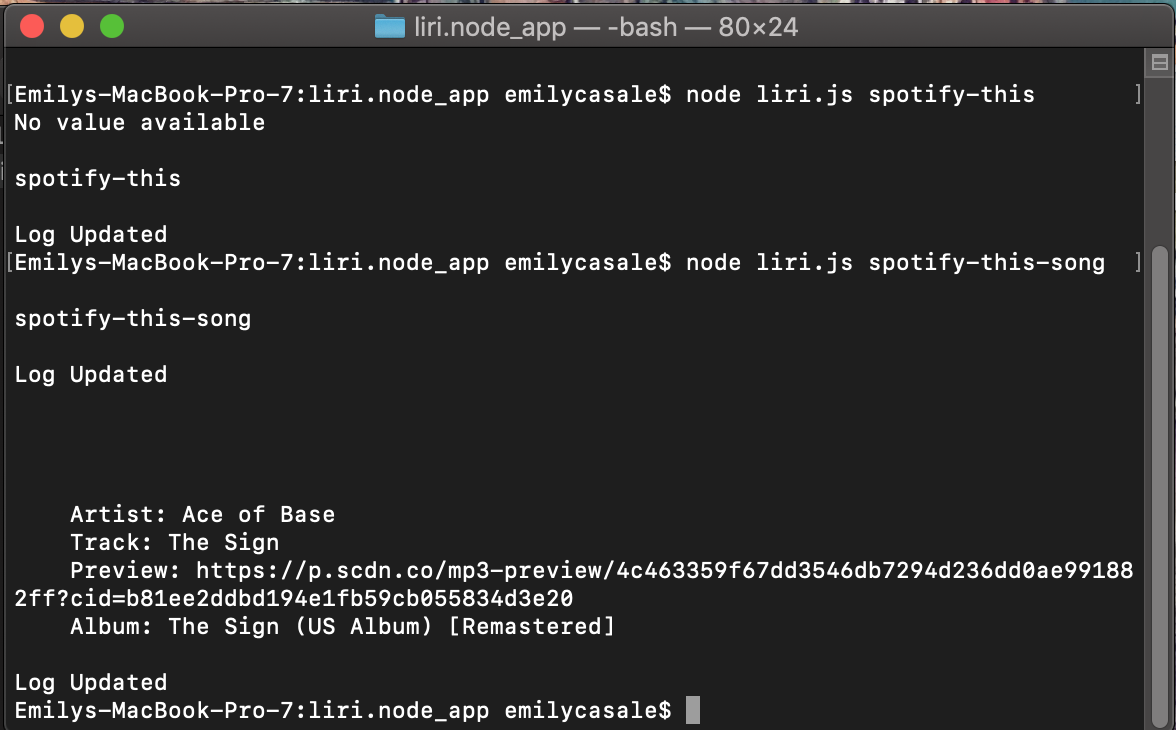 liri.node_app — -bash — 80×24
[Emilys-MacBook-Pro-7:liri.node_app emilycasale$ node liri.js spotify-this ]
No value available
spotify-this
Log Updated
[Emilys-MacBook-Pro-7:liri.node_app emilycasale$ node liri.js spotify-this-song ]
spotify-this-song
Log Updated
Artist: Ace of Base
Track: The Sign
Preview: https://p.scdn.co/mp3-preview/4c463359f67dd3546db7294d236dd0ae99188
2ff?cid=b81ee2ddbd194e1fb59cb055834d3e20
Album: The Sign (US Album) [Remastered]
Log Updated
Emilys-MacBook-Pro-7:liri.node_app emilycasale$